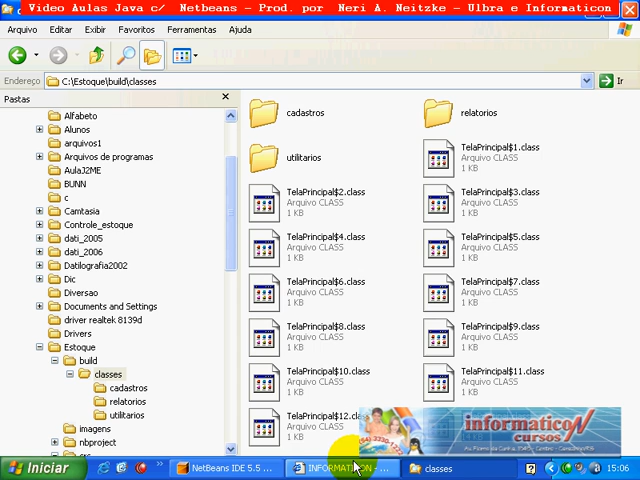 Video Aulas Java c/ Netbeans - Prod. por Neri A. Neitzke - Ulbra e Informaticon
Arquivo Editar Exibir Favoritos Ferramentas Ajuda
Endereço C:\Estoque\build\classes Ir
Pastas
Alfabeto
Alunos
arquivos1
Arquivos de programas
AulaJ2ME
BUNN
c
Camtasia
Controle_estoque
dati_2005
dati_2006
Datilografia2002
Dic
Diversao
Documents and Settings
driver realtek 8139d
Drivers
Estoque
build
classes
cadastros
relatorios
utilitarios
imagens
nbproject
cadastros
relatorios
utilitarios
TelaPrincipal$1.class
Arquivo CLASS
1 KB
TelaPrincipal$2.class
Arquivo CLASS
1 KB
TelaPrincipal$3.class
Arquivo CLASS
1 KB
TelaPrincipal$4.class
Arquivo CLASS
1 KB
TelaPrincipal$5.class
Arquivo CLASS
1 KB
TelaPrincipal$6.class
Arquivo CLASS
1 KB
TelaPrincipal$7.class
Arquivo CLASS
1 KB
TelaPrincipal$8.class
Arquivo CLASS
1 KB
TelaPrincipal$9.class
Arquivo CLASS
1 KB
TelaPrincipal$10.class
Arquivo CLASS
1 KB
TelaPrincipal$11.class
Arquivo CLASS
1 KB
TelaPrincipal$12.cla
informaticoN
cursos
Iniciar
NetBeans IDE 5.5 ...
INFORMATICON - ...
classes
15:06